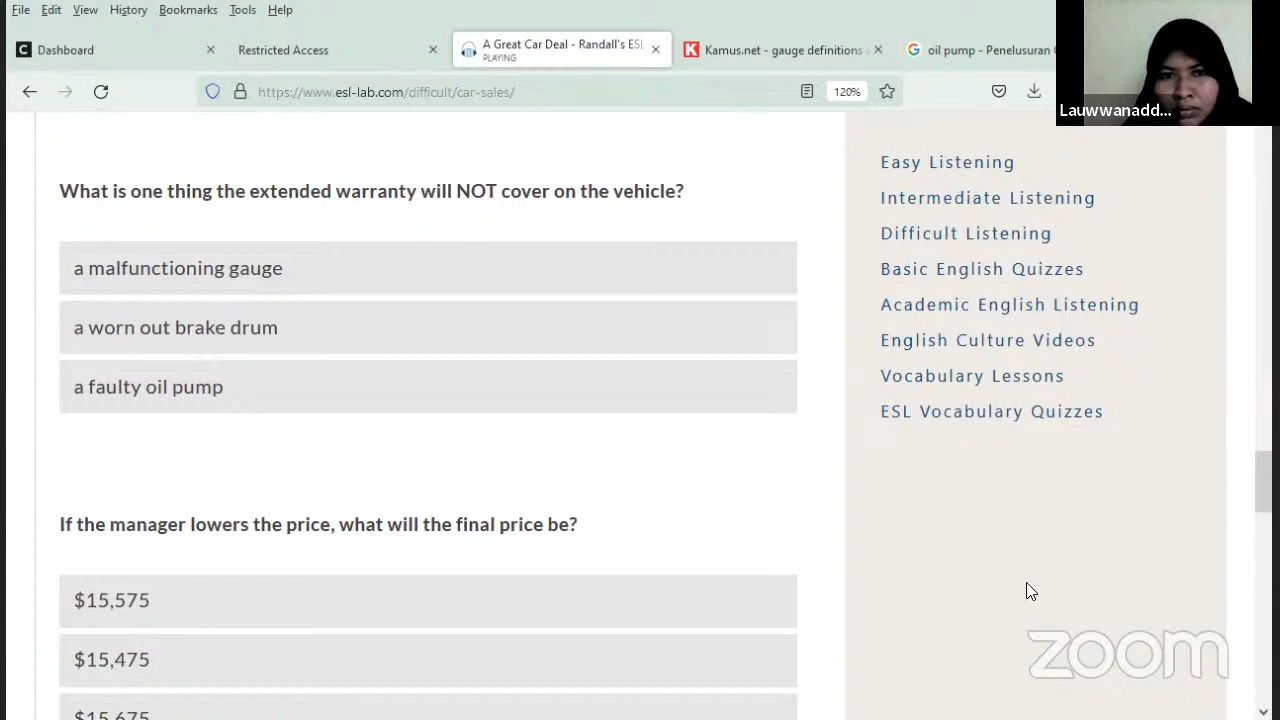 File Edit View History Bookmarks Tools Help
Dashboard
Restricted Access
A Great Car Deal - Randall's ESL
PLAYING
Kamus.net - gauge definitions
oil pump - Penelusuran
https://www.esl-lab.com/difficult/car-sales/
120%
Lauwwanadd...
What is one thing the extended warranty will NOT cover on the vehicle?
a malfunctioning gauge
a worn out brake drum
a faulty oil pump
If the manager lowers the price, what will the final price be?
$15,575
$15,475
$15,675
Easy Listening
Intermediate Listening
Difficult Listening
Basic English Quizzes
Academic English Listening
English Culture Videos
Vocabulary Lessons
ESL Vocabulary Quizzes
zoom